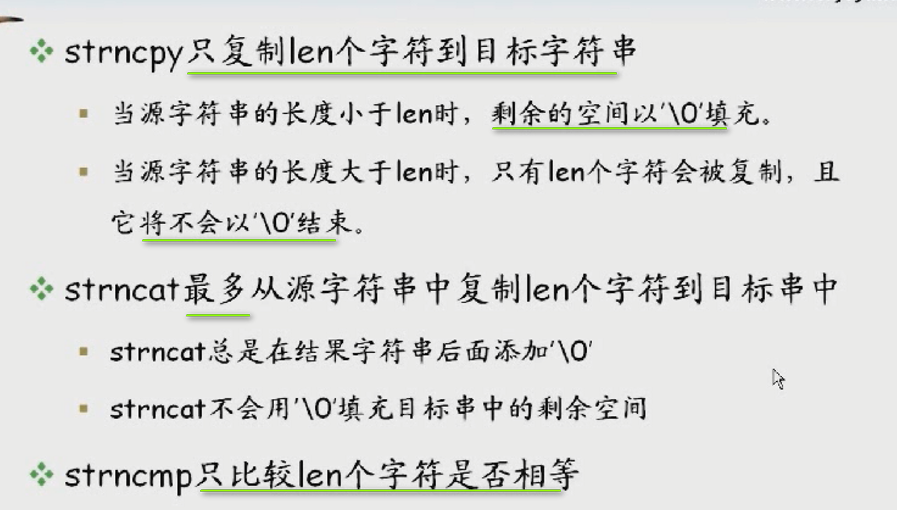 strncpy只复制len个字符到目标字符串
当源字符串的长度小于len时，剩余的空间以'\0'填充。
当源字符串的长度大于len时，只有len个字符会被复制，且
它将不会以'\0'结束。
strncat最多从源字符串中复制len个字符到目标串中
strncat总是在结果字符串后面添加'\0'
strncat不会用'\0'填充目标串中的剩余空间
strncmp只比较len个字符是否相等